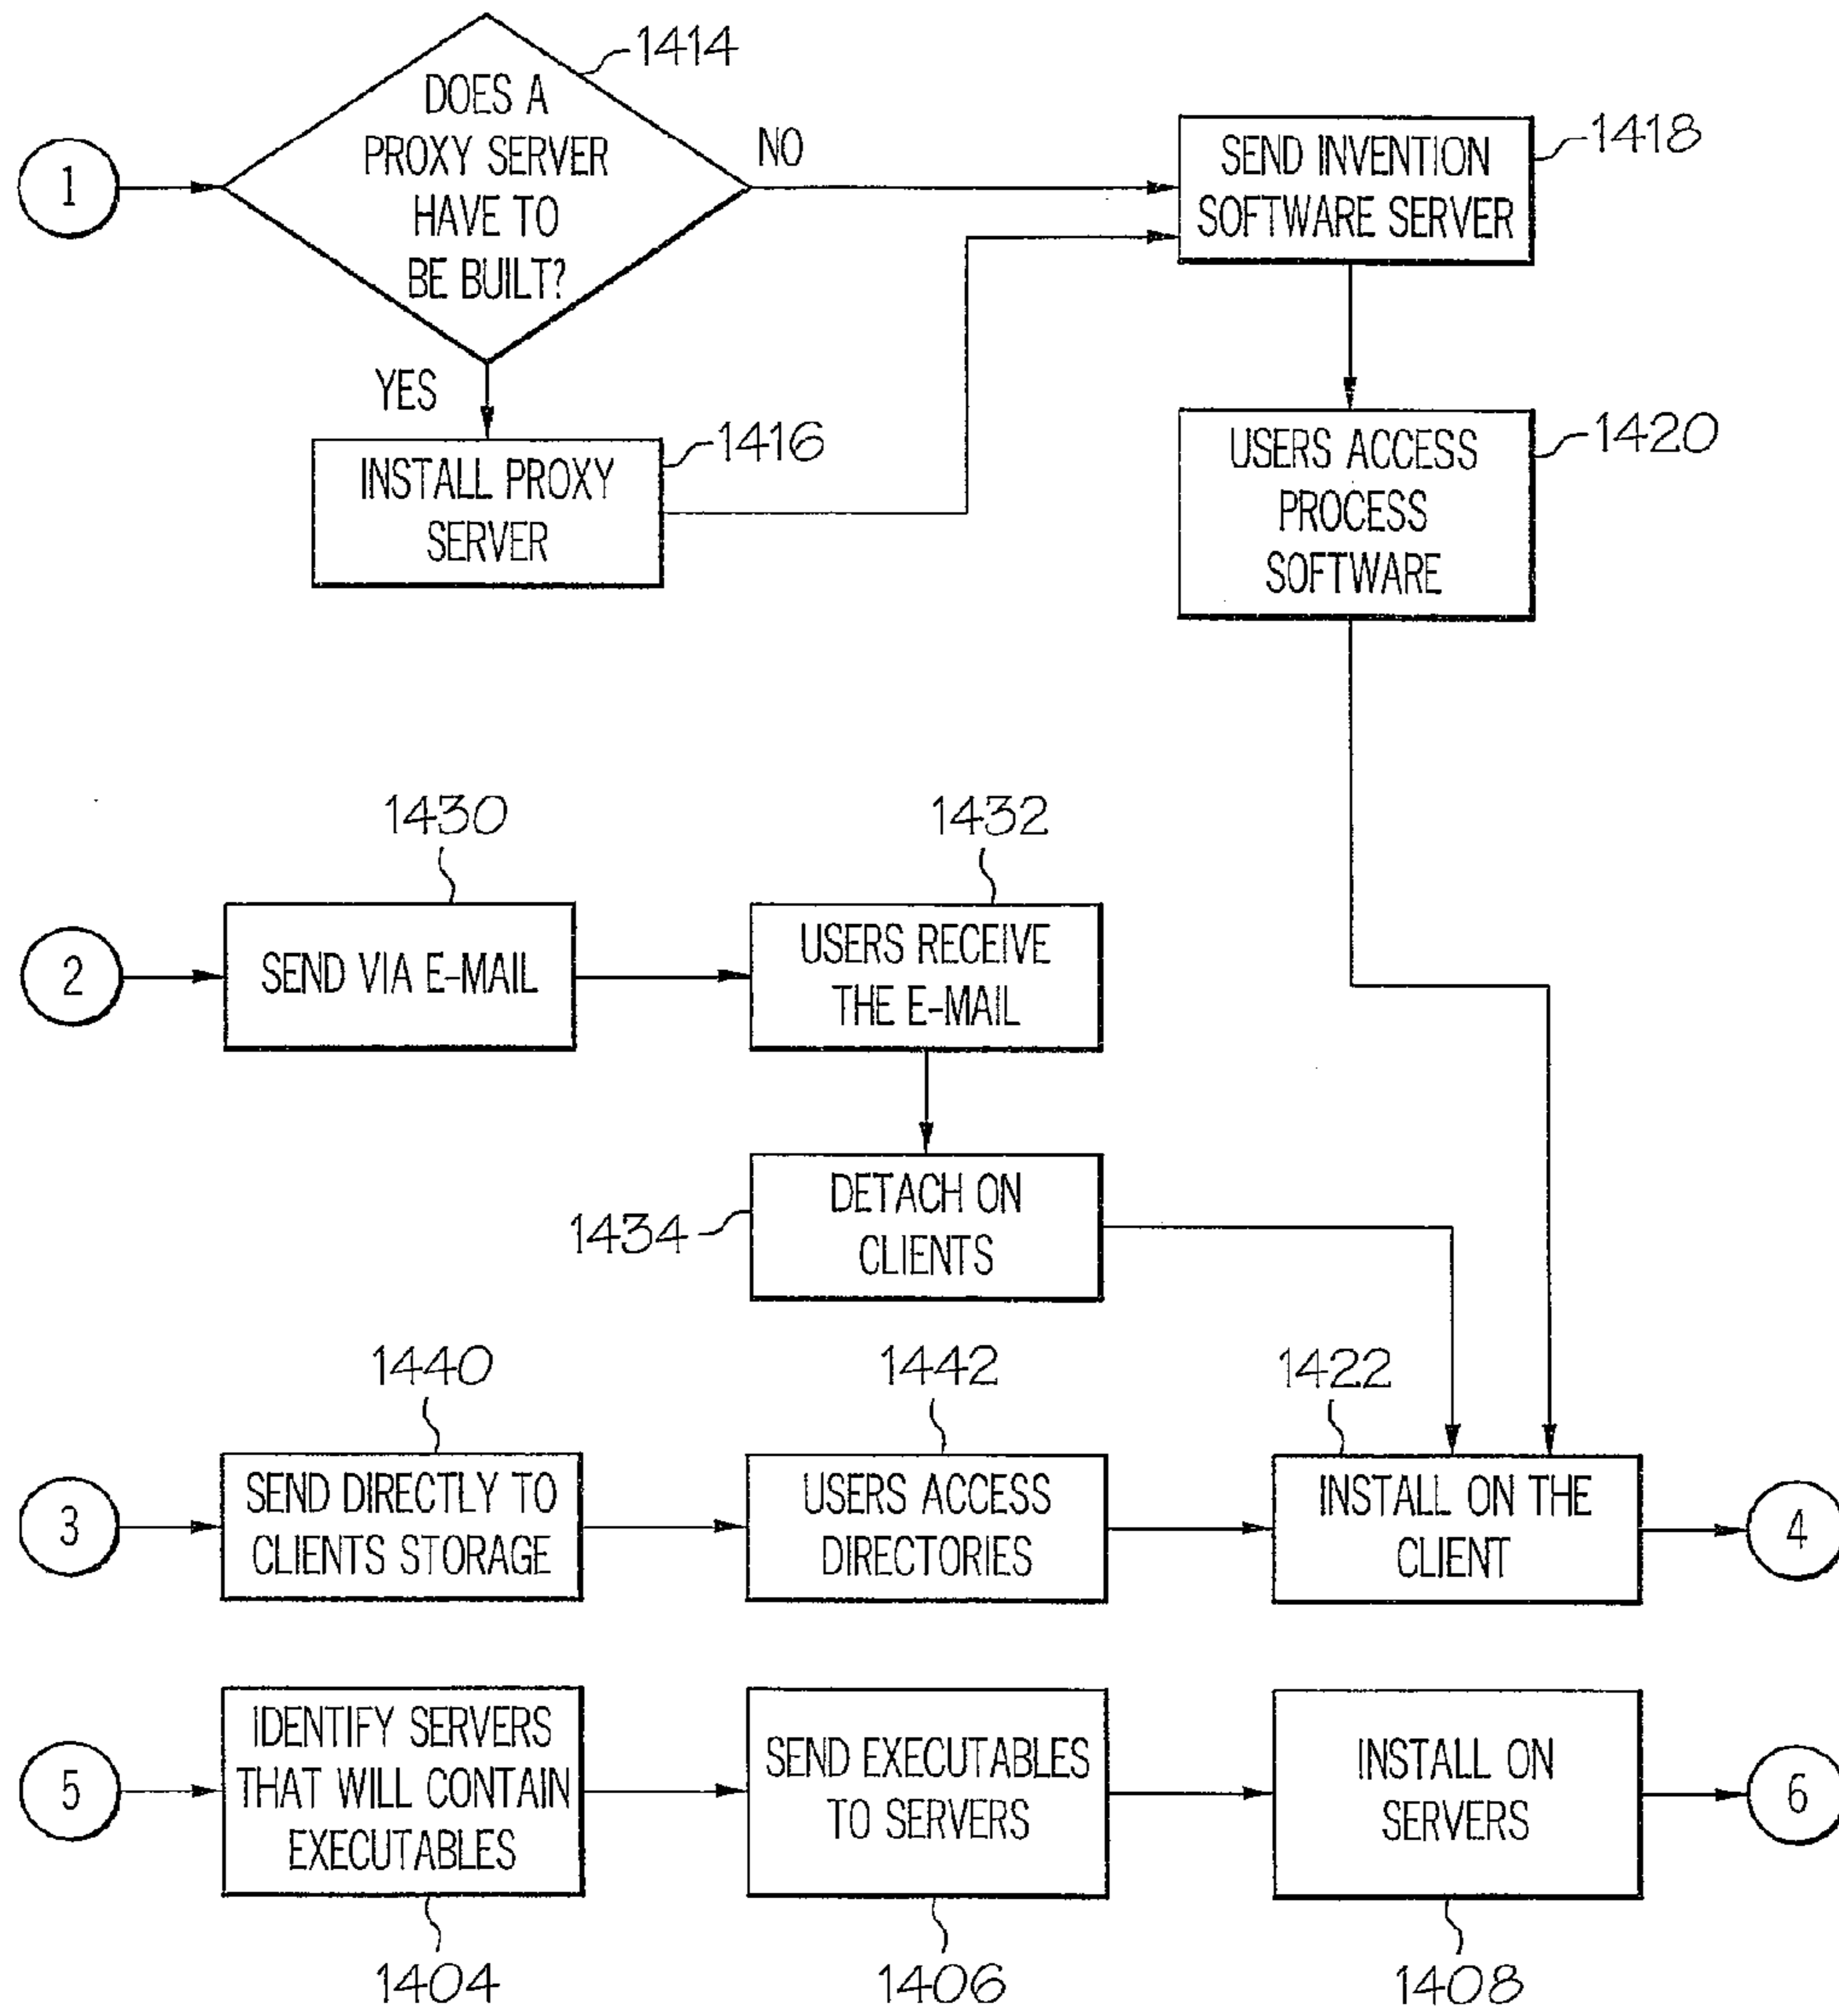 1414
DOES A
PROXY SERVER
HAVE TO
BE BUILT?
1
NO
YES
1418
SEND INVENTION
SOFTWARE SERVER
1416
INSTALL PROXY
SERVER
1420
USERS ACCESS
PROCESS
SOFTWARE
1430
1432
2
SEND VIA E-MAIL
USERS RECEIVE
THE E-MAIL
1434
DETACH ON
CLIENTS
1440
1442
1422
3
SEND DIRECTLY TO
CLIENTS STORAGE
USERS ACCESS
DIRECTORIES
INSTALL ON THE
CLIENT
4
5
IDENTIFY SERVERS
THAT WILL CONTAIN
EXECUTABLES
SEND EXECUTABLES
TO SERVERS
INSTALL ON
SERVERS
6
1404
1406
1408